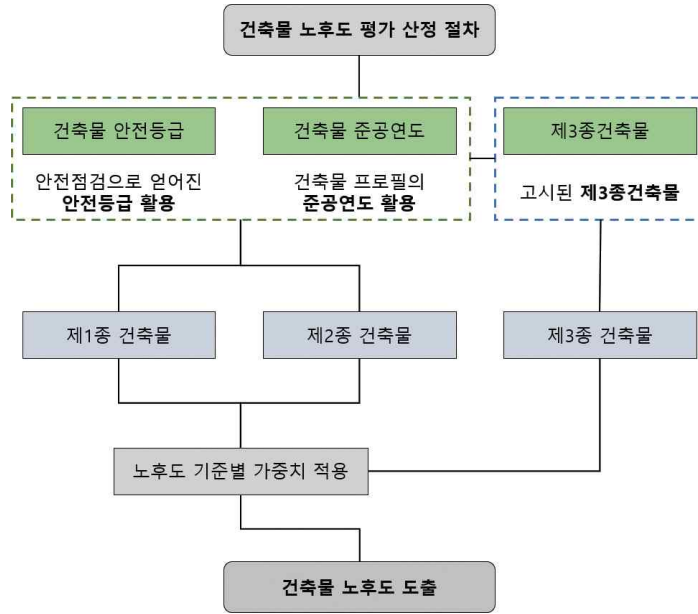 건축물 노후도 평가 산정 절차
건축물 안전등급
건축물 준공연도
제3종건축물
안전점검으로 얻어진
안전등급 활용
건축물 프로필의
준공연도 활용
고시된 제3종건축물
제1종 건축물
제2종 건축물
제3종 건축물
노후도 기준별 가중치 적용
건축물 노후도 도출